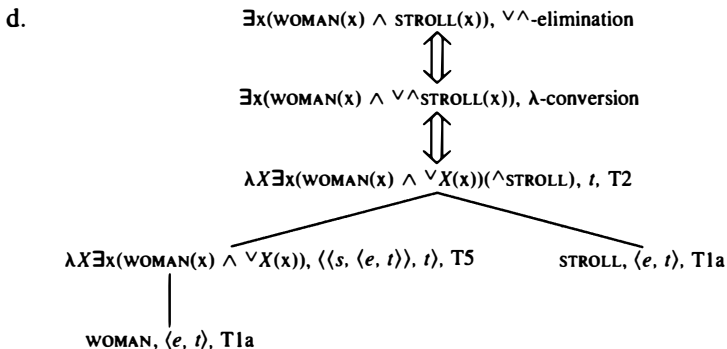 d.
∃x(WOMAN(x) ∧ STROLL(x)), ˅˄-elimination
∃x(WOMAN(x) ∧ ˅˄STROLL(x)), λ-conversion
λX∃x(WOMAN(x) ∧ ˅X(x))(˄STROLL), t, T2
λX∃x(WOMAN(x) ∧ ˅X(x)), ⟨⟨s, ⟨e, t⟩⟩, t⟩, T5 STROLL, ⟨e, t⟩, T1a
WOMAN, ⟨e, t⟩, T1a